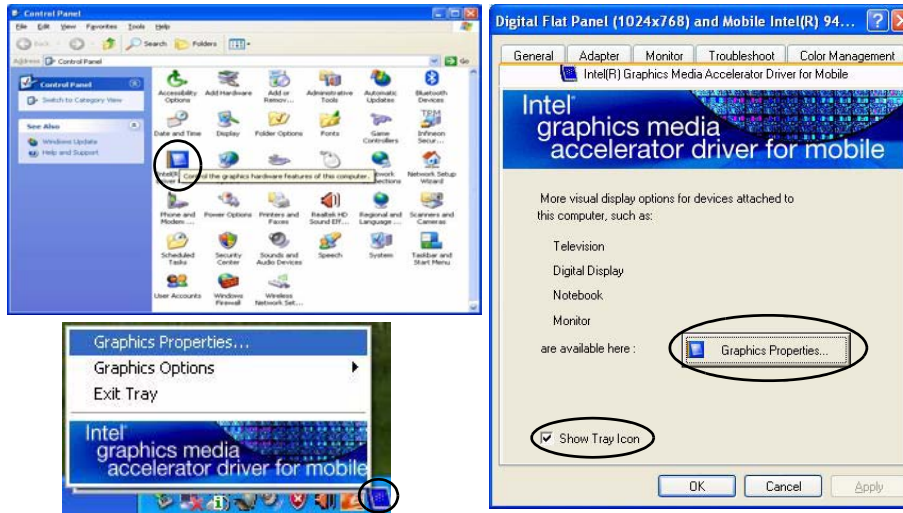 Control Panel
File Edit View Favorites Tools Help
Back Search Folders
Address Control Panel Go
Control Panel
Switch to Category View
See Also
Windows Update
Help and Support
Accessibility Options
Add Hardware
Add or Remov...
Administrative Tools
Automatic Updates
Bluetooth Devices
Date and Time
Display
Folder Options
Fonts
Game Controllers
Infineon Secur...
Control the graphics hardware features of this computer.
Network Setup Wizard
Phone and Modem ...
Power Options
Printers and Faxes
Realtek HD Sound Eff...
Regional and Language ...
Scanners and Cameras
Scheduled Tasks
Security Center
Sounds and Audio Devices
Speech
System
Taskbar and Start Menu
User Accounts
Windows Firewall
Wireless Network Set...
Graphics Properties...
Graphics Options
Exit Tray
Intel
graphics media
accelerator driver for mobile
Digital Flat Panel (1024x768) and Mobile Intel(R) 94...
General Adapter Monitor Troubleshoot Color Management
Intel(R) Graphics Media Accelerator Driver for Mobile
Intel
graphics media
accelerator driver for mobile
More visual display options for devices attached to
this computer, such as:
Television
Digital Display
Notebook
Monitor
are available here :
Graphics Properties...
Show Tray Icon
OK Cancel Apply